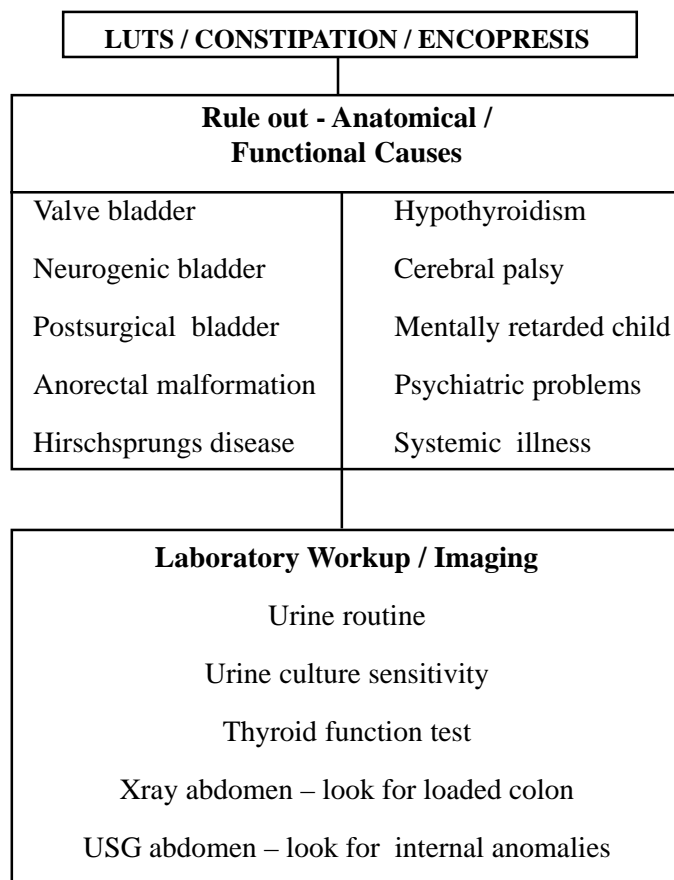 LUTS / CONSTIPATION / ENCOPRESIS
Rule out - Anatomical /
Functional Causes
Valve bladder
Neurogenic bladder
Postsurgical bladder
Anorectal malformation
Hirschsprungs disease
Hypothyroidism
Cerebral palsy
Mentally retarded child
Psychiatric problems
Systemic illness
Laboratory Workup / Imaging
Urine routine
Urine culture sensitivity
Thyroid function test
Xray abdomen – look for loaded colon
USG abdomen – look for internal anomalies